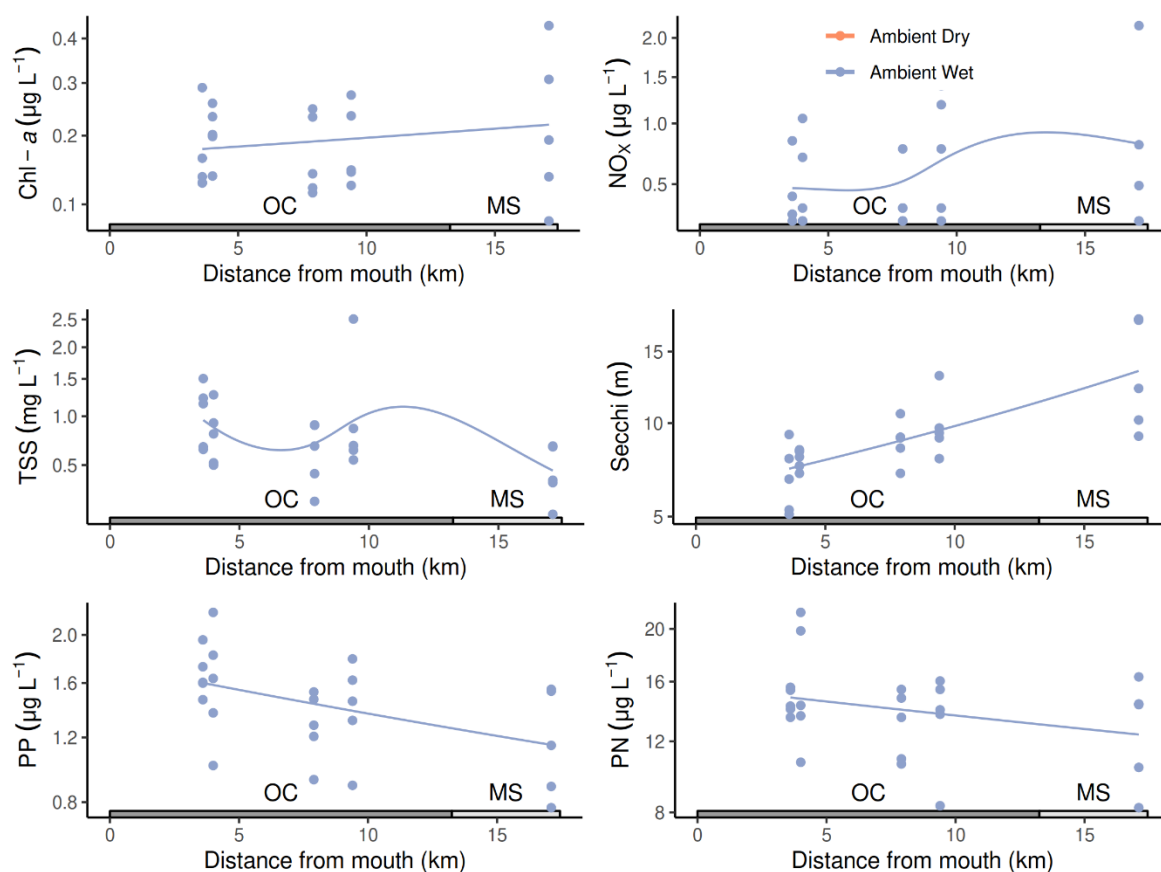 Chl − a (µg L⁻¹)
0.4
0.3
0.2
0.1
OC
MS
0
5
10
15
Distance from mouth (km)
NOX (µg L⁻¹)
2.0
1.5
1.0
0.5
Ambient Dry
Ambient Wet
OC
MS
0
5
10
15
Distance from mouth (km)
TSS (mg L⁻¹)
2.5
2.0
1.5
1.0
0.5
OC
MS
0
5
10
15
Distance from mouth (km)
Secchi (m)
15
10
5
OC
MS
0
5
10
15
Distance from mouth (km)
PP (µg L⁻¹)
2.0
1.6
1.2
0.8
OC
MS
0
5
10
15
Distance from mouth (km)
PN (µg L⁻¹)
20
16
12
8
OC
MS
0
5
10
15
Distance from mouth (km)